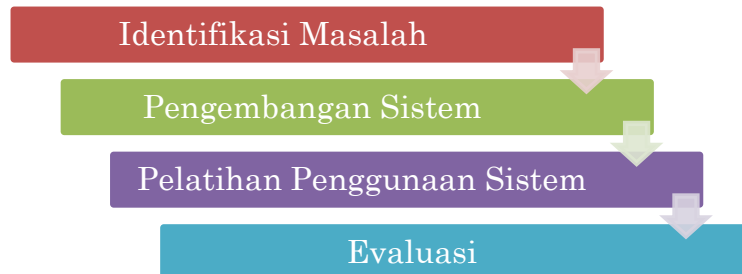 Identifikasi Masalah
Pengembangan Sistem
Pelatihan Penggunaan Sistem
Evaluasi